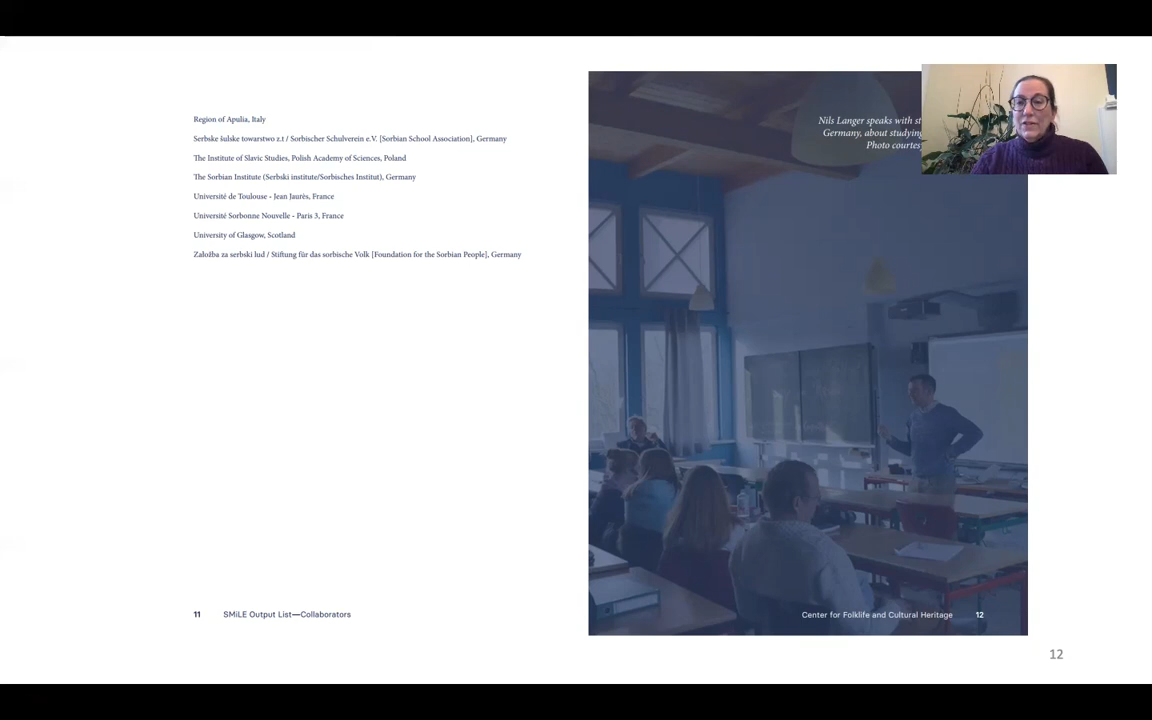 Region of Apulia, Italy
Serbske šulske towarstwo z.t / Sorbischer Schulverein e.V. [Sorbian School Association], Germany
The Institute of Slavic Studies, Polish Academy of Sciences, Poland
The Sorbian Institute (Serbski institute/Sorbisches Institut), Germany
Université de Toulouse - Jean Jaurès, France
Université Sorbonne Nouvelle - Paris 3, France
University of Glasgow, Scotland
Załožba za serbski lud / Stiftung für das sorbische Volk [Foundation for the Sorbian People], Germany
11 SMiLE Output List—Collaborators
Nils Langer speaks with
Germany, about studying
Photo
Center for Folklife and Cultural Heritage 12
12